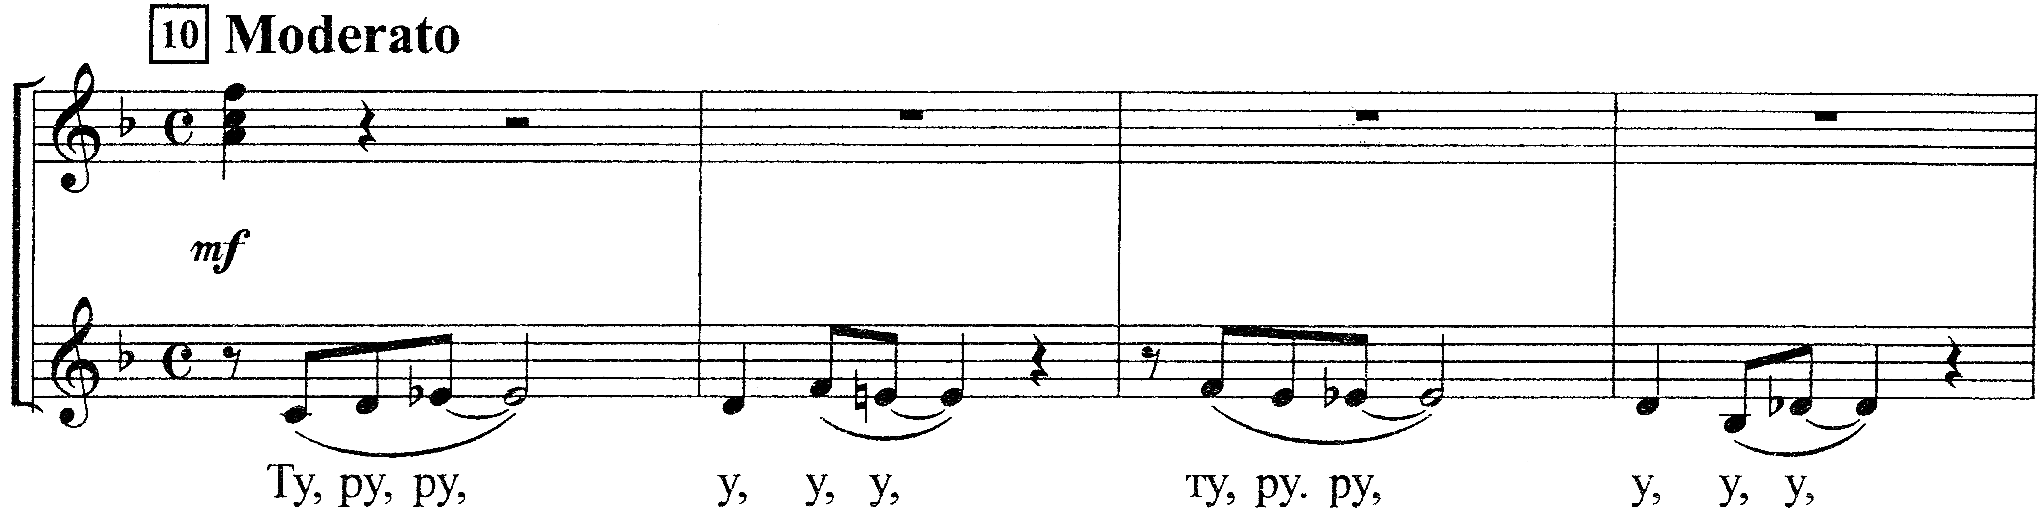 10 Moderato
mf
Ту, ру, ру, у, у, у, ту, ру. ру, у, у, у,